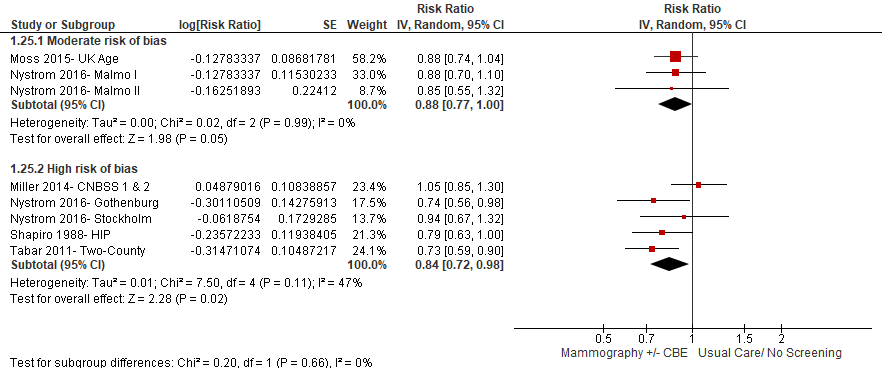 Risk Ratio Risk Ratio
Study or Subgroup log[Risk Ratio] SE Weight IV, Random, 95% CI IV, Random, 95% CI
1.25.1 Moderate risk of bias
Moss 2015- UK Age -0.12783337 0.08681781 58.2% 0.88 [0.74, 1.04]
Nystrom 2016- Malmo I -0.12783337 0.11530233 33.0% 0.88 [0.70, 1.10]
Nystrom 2016- Malmo II -0.16251893 0.22412 8.7% 0.85 [0.55, 1.32]
Subtotal (95% CI) 100.0% 0.88 [0.77, 1.00]
Heterogeneity: Tau² = 0.00; Chi² = 0.02, df = 2 (P = 0.99); I² = 0%
Test for overall effect: Z = 1.98 (P = 0.05)
1.25.2 High risk of bias
Miller 2014- CNBSS 1 & 2 0.04879016 0.10838857 23.4% 1.05 [0.85, 1.30]
Nystrom 2016- Gothenburg -0.30110509 0.14275913 17.5% 0.74 [0.56, 0.98]
Nystrom 2016- Stockholm -0.0618754 0.1729285 13.7% 0.94 [0.67, 1.32]
Shapiro 1988- HIP -0.23572233 0.11938405 21.3% 0.79 [0.63, 1.00]
Tabar 2011- Two-County -0.31471074 0.10487217 24.1% 0.73 [0.59, 0.90]
Subtotal (95% CI) 100.0% 0.84 [0.72, 0.98]
Heterogeneity: Tau² = 0.01; Chi² = 7.50, df = 4 (P = 0.11); I² = 47%
Test for overall effect: Z = 2.28 (P = 0.02)
0.5 0.7 1 1.5 2
Mammography +/- CBE Usual Care/ No Screening
Test for subgroup differences: Chi² = 0.20, df = 1 (P = 0.66), I² = 0%